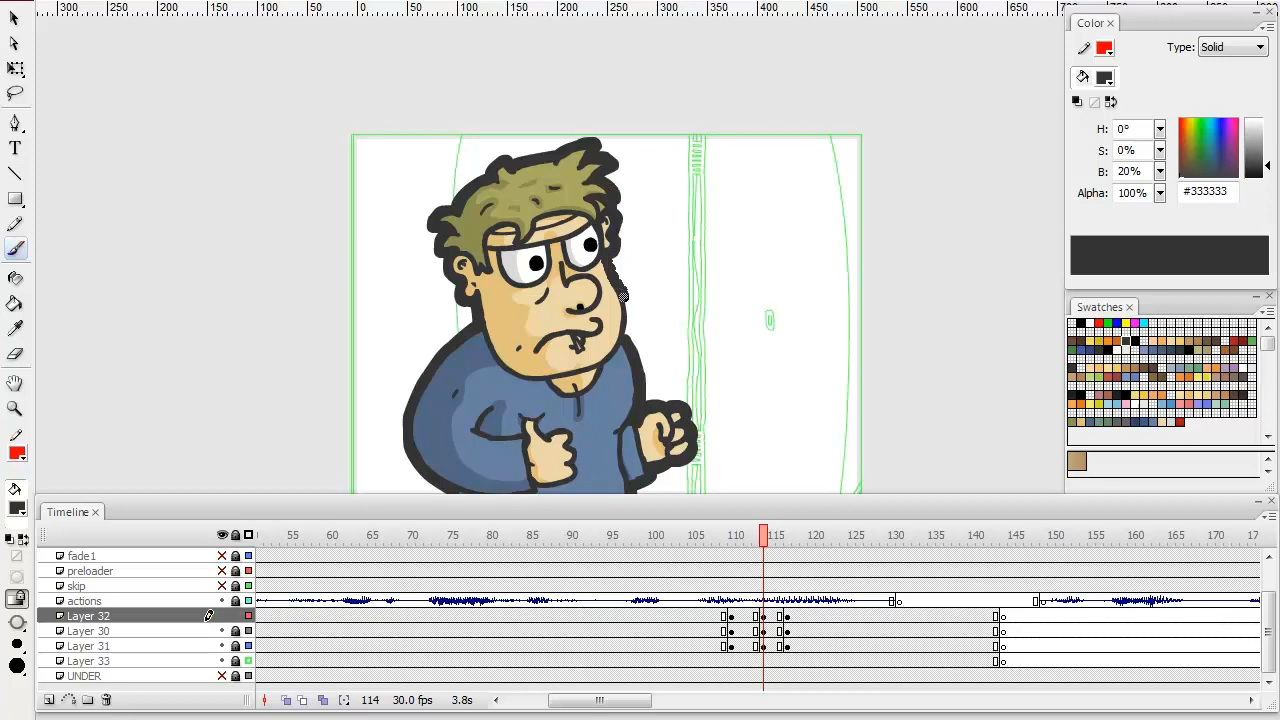 300 250 200 150 100 50 0 50 100 150 200 250 300 350 400 450 500 550 600 650
Color
Type: Solid
H: 0°
S: 0%
B: 20%
Alpha: 100% #333333
Swatches
T
Timeline
55 60 65 70 75 80 85 90 95 100 105 110 115 120 125 130 135 140 145 150 155 160 165 170 17
fade1
preloader
skip
actions
Layer 32
Layer 30
Layer 31
Layer 33
UNDER
114 30.0 fps 3.8s